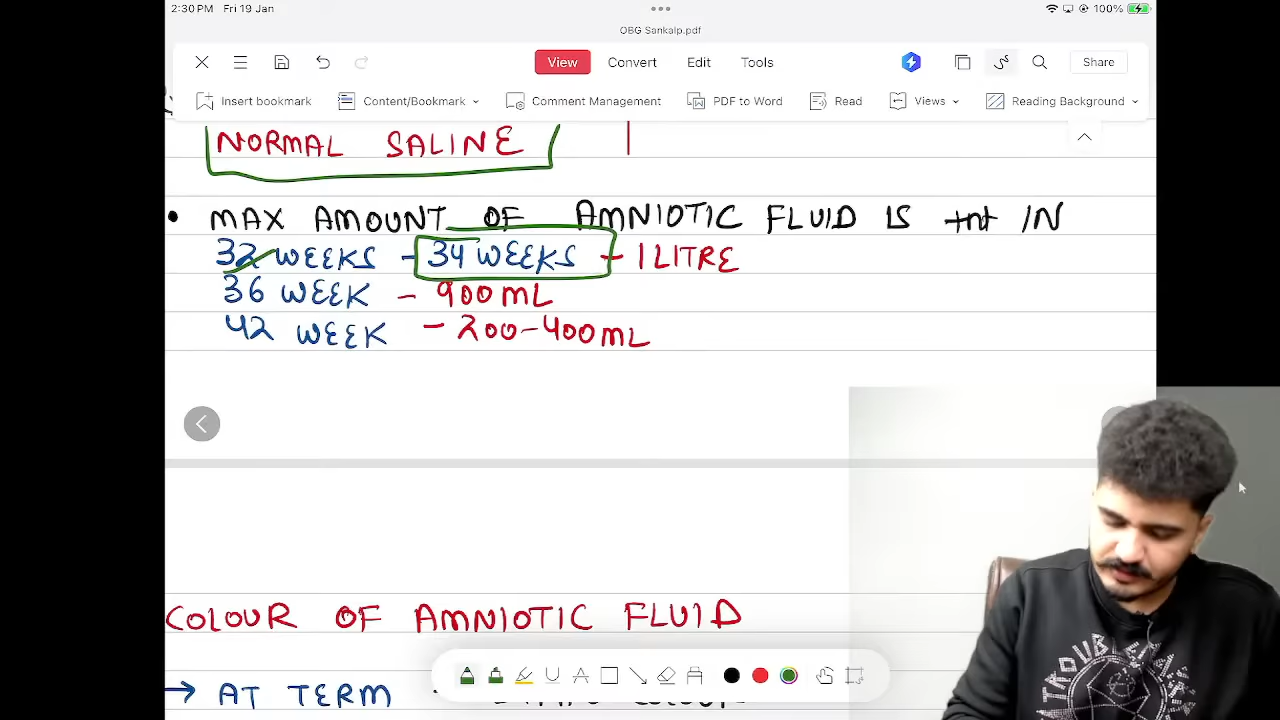 2:30 PM Fri 19 Jan
100%
OBG Sankalp.pdf
View Convert Edit Tools Share
Insert bookmark Content/Bookmark Comment Management PDF to Word Read Views Reading Background
NORMAL SALINE
• MAX AMOUNT OF AMNIOTIC FLUID IS +nt IN
32 WEEKS - 34 WEEKS - 1 LITRE
36 WEEK - 900 mL
42 WEEK - 200-400 mL
COLOUR OF AMNIOTIC FLUID
→ AT TERM